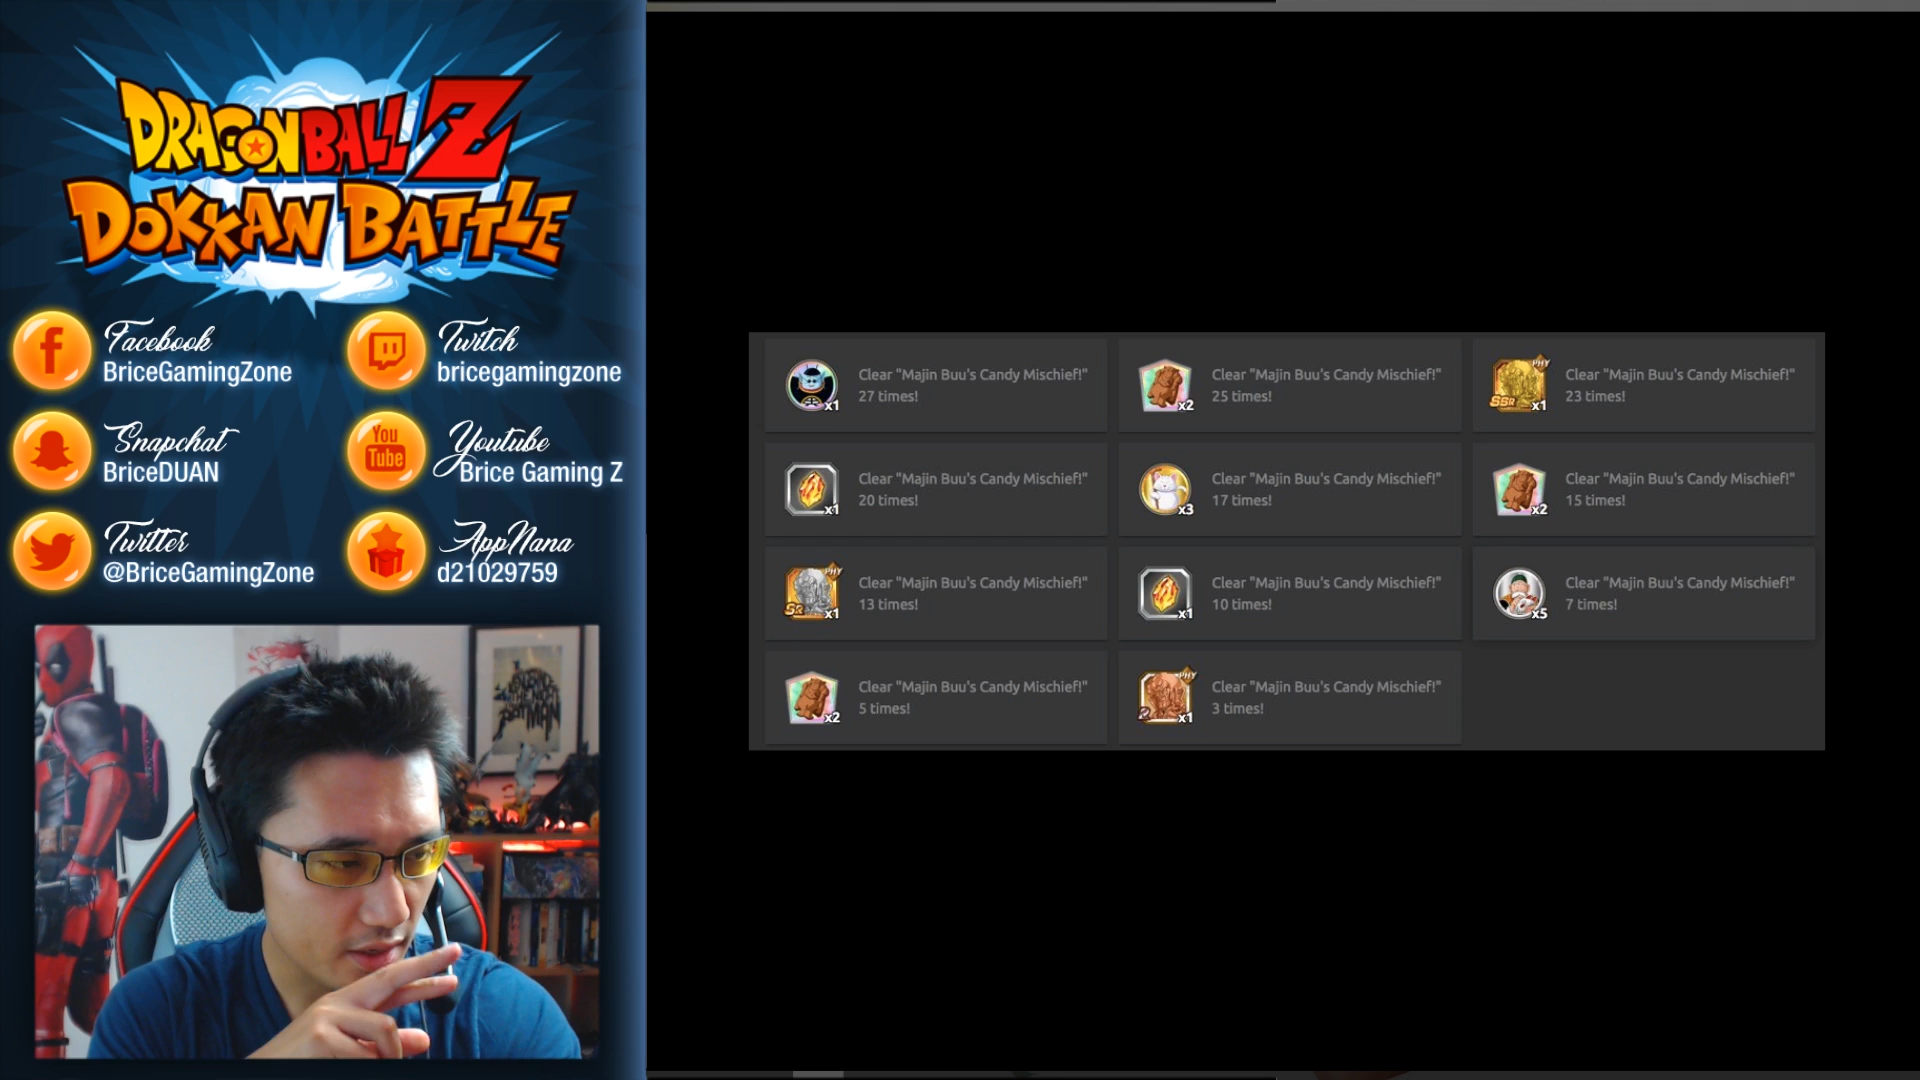 DRAGON BALL Z
DOKKAN BATTLE
Facebook
BriceGamingZone
Twitch
bricegamingzone
Snapchat
BriceDUAN
You
Tube
Youtube
Brice Gaming Z
Twitter
@BriceGamingZone
AppNana
d21029759
x1
Clear "Majin Buu's Candy Mischief!"
27 times!
x2
Clear "Majin Buu's Candy Mischief!"
25 times!
PHY
SSR
x1
Clear "Majin Buu's Candy Mischief!"
23 times!
x1
Clear "Majin Buu's Candy Mischief!"
20 times!
x3
Clear "Majin Buu's Candy Mischief!"
17 times!
x2
Clear "Majin Buu's Candy Mischief!"
15 times!
PHY
SR
x1
Clear "Majin Buu's Candy Mischief!"
13 times!
x1
Clear "Majin Buu's Candy Mischief!"
10 times!
x5
Clear "Majin Buu's Candy Mischief!"
7 times!
x2
Clear "Majin Buu's Candy Mischief!"
5 times!
PHY
R
x1
Clear "Majin Buu's Candy Mischief!"
3 times!